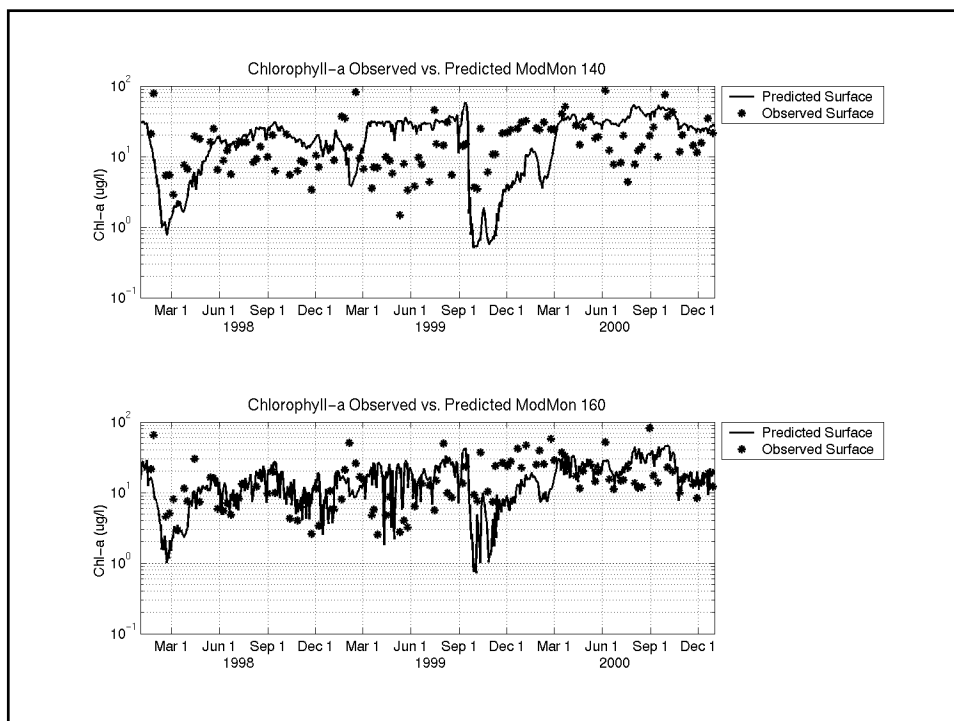 Chlorophyll-a Observed vs. Predicted ModMon 140
10^2
10^1
10^0
10^-1
Chl-a (ug/l)
Mar 1 Jun 1 Sep 1 Dec 1 Mar 1 Jun 1 Sep 1 Dec 1 Mar 1 Jun 1 Sep 1 Dec 1
1998 1999 2000
Predicted Surface
Observed Surface
Chlorophyll-a Observed vs. Predicted ModMon 160
10^2
10^1
10^0
10^-1
Chl-a (ug/l)
Mar 1 Jun 1 Sep 1 Dec 1 Mar 1 Jun 1 Sep 1 Dec 1 Mar 1 Jun 1 Sep 1 Dec 1
1998 1999 2000
Predicted Surface
Observed Surface